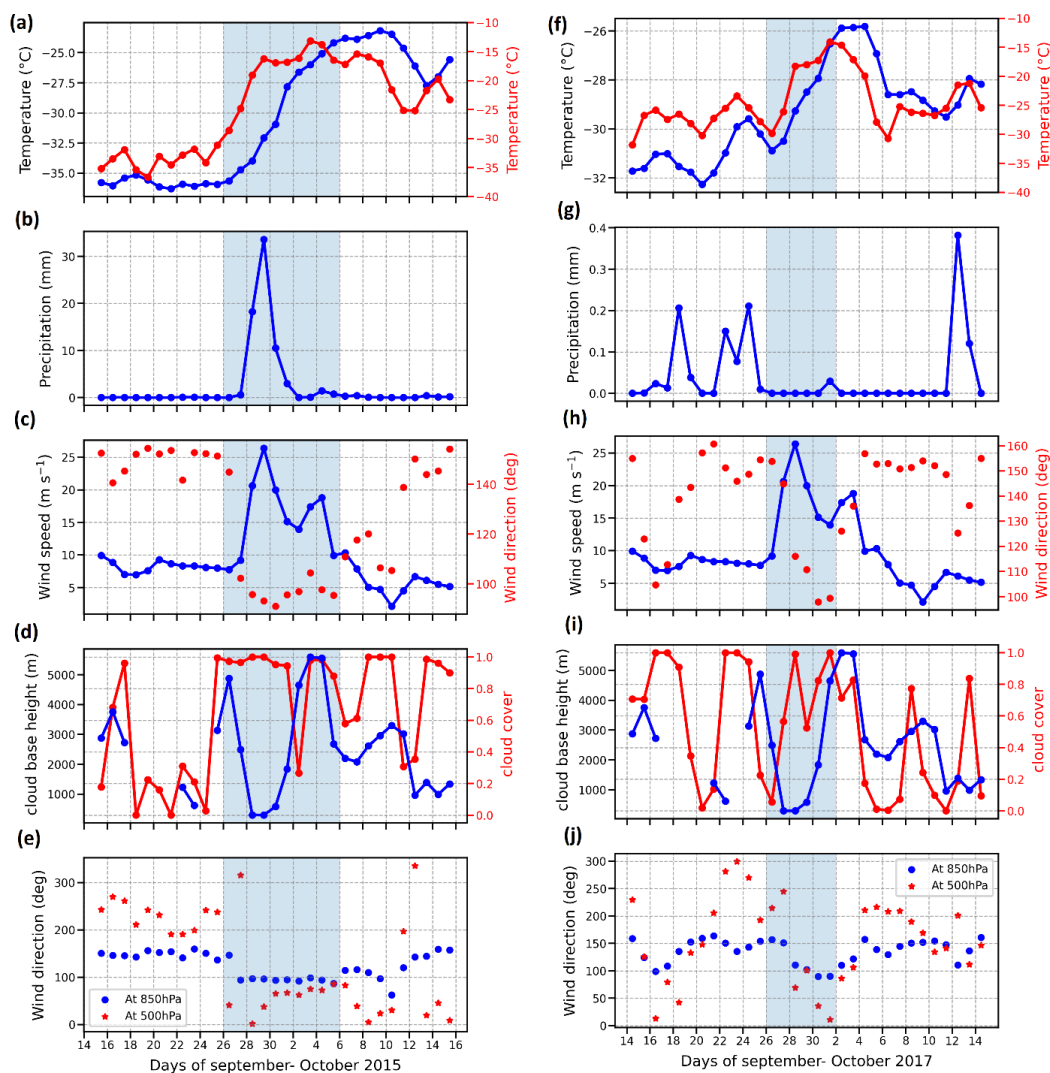 (a)
Temperature (°C)
−25.0
−27.5
−30.0
−32.5
−35.0
−10
−15
−20
−25
−30
−35
−40
Temperature (°C)
(b)
Precipitation (mm)
30
20
10
0
(c)
Wind speed (m s⁻¹)
25
20
15
10
5
140
120
100
Wind direction (deg)
(d)
cloud base height (m)
5000
4000
3000
2000
1000
1.0
0.8
0.6
0.4
0.2
0.0
cloud cover
(e)
Wind direction (deg)
300
200
100
0
At 850hPa
At 500hPa
14 16 18 20 22 24 26 28 30 2 4 6 8 10 12 14 16
Days of september- October 2015
(f)
Temperature (°C)
−26
−28
−30
−32
−10
−15
−20
−25
−30
−35
−40
Temperature (°C)
(g)
Precipitation (mm)
0.4
0.3
0.2
0.1
0.0
(h)
Wind speed (m s⁻¹)
25
20
15
10
5
160
150
140
130
120
110
100
Wind direction (deg)
(i)
cloud base height (m)
5000
4000
3000
2000
1000
1.0
0.8
0.6
0.4
0.2
0.0
cloud cover
(j)
Wind direction (deg)
300
250
200
150
100
50
0
At 850hPa
At 500hPa
14 16 18 20 22 24 26 28 30 2 4 6 8 10 12 14
Days of september- October 2017